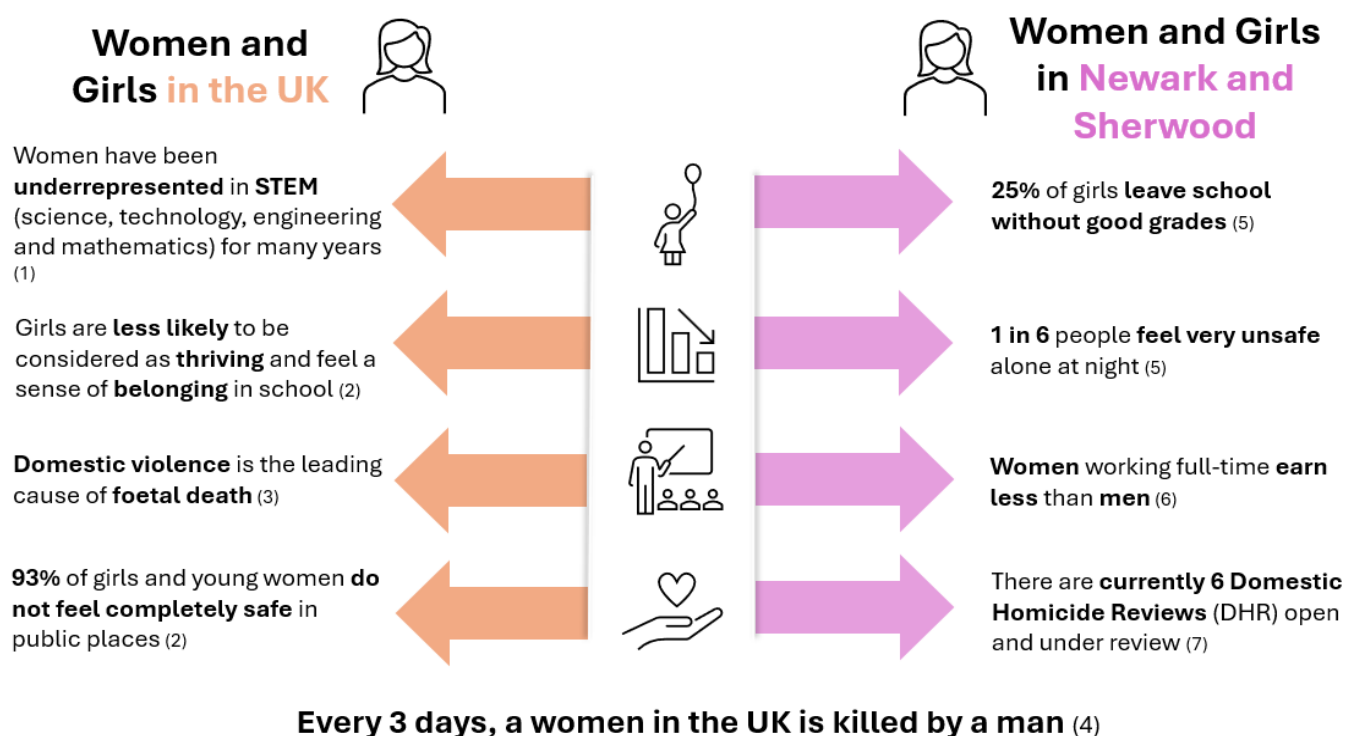 Women and
Girls in the UK
Women have been
underrepresented in STEM
(science, technology, engineering
and mathematics) for many years
(1)
Girls are less likely to be
considered as thriving and feel a
sense of belonging in school (2)
Domestic violence is the leading
cause of foetal death (3)
93% of girls and young women do
not feel completely safe in
public places (2)
Women and Girls
in Newark and
Sherwood
25% of girls leave school
without good grades (5)
1 in 6 people feel very unsafe
alone at night (5)
Women working full-time earn
less than men (6)
There are currently 6 Domestic
Homicide Reviews (DHR) open
and under review (7)
Every 3 days, a women in the UK is killed by a man (4)